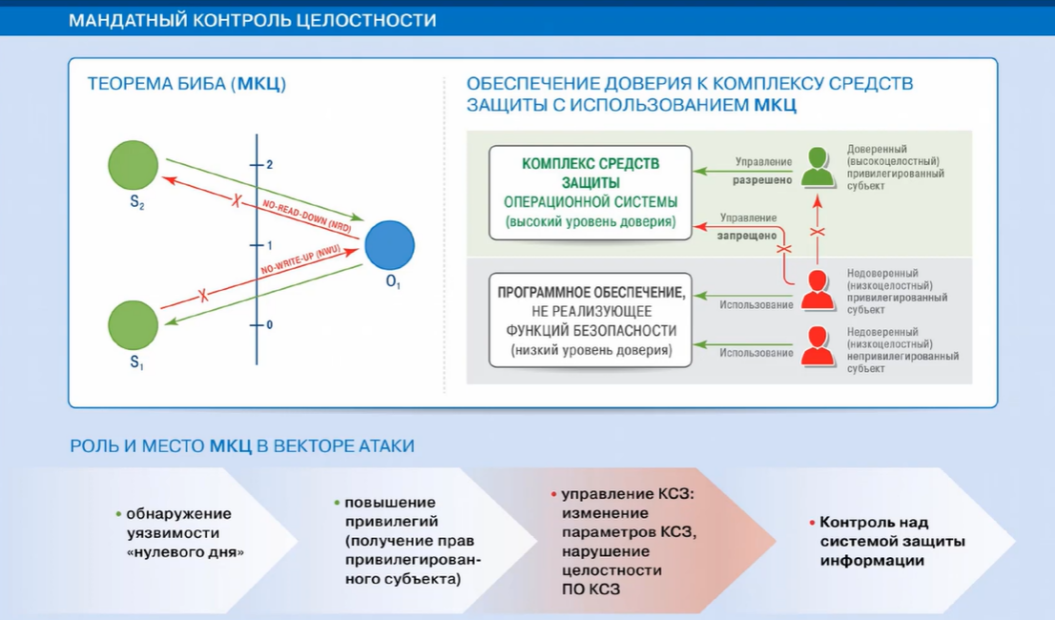 МАНДАТНЫЙ КОНТРОЛЬ ЦЕЛОСТНОСТИ
ТЕОРЕМА БИБА (МКЦ)
2
S2
NO-READ-DOWN (NRD)
1
NO-WRITE-UP (NWU)
O1
0
S1
ОБЕСПЕЧЕНИЕ ДОВЕРИЯ К КОМПЛЕКСУ СРЕДСТВ
ЗАЩИТЫ С ИСПОЛЬЗОВАНИЕМ МКЦ
КОМПЛЕКС СРЕДСТВ
ЗАЩИТЫ
ОПЕРАЦИОННОЙ СИСТЕМЫ
(высокий уровень доверия)
Управление
разрешено
Доверенный
(высокоцелостный)
привилегированный
субъект
Управление
запрещено
ПРОГРАММНОЕ ОБЕСПЕЧЕНИЕ,
НЕ РЕАЛИЗУЮЩЕЕ
ФУНКЦИЙ БЕЗОПАСНОСТИ
(низкий уровень доверия)
Использование
Недоверенный
(низкоцелостный)
привилегированный
субъект
Использование
Недоверенный
(низкоцелостный)
непривилегированный
субъект
РОЛЬ И МЕСТО МКЦ В ВЕКТОРЕ АТАКИ
• обнаружение
уязвимости
«нулевого дня»
• повышение
привилегий
(получение прав
привилегирован-
ного субъекта)
• управление КСЗ:
изменение
параметров КСЗ,
нарушение
целостности
ПО КСЗ
• Контроль над
системой защиты
информации